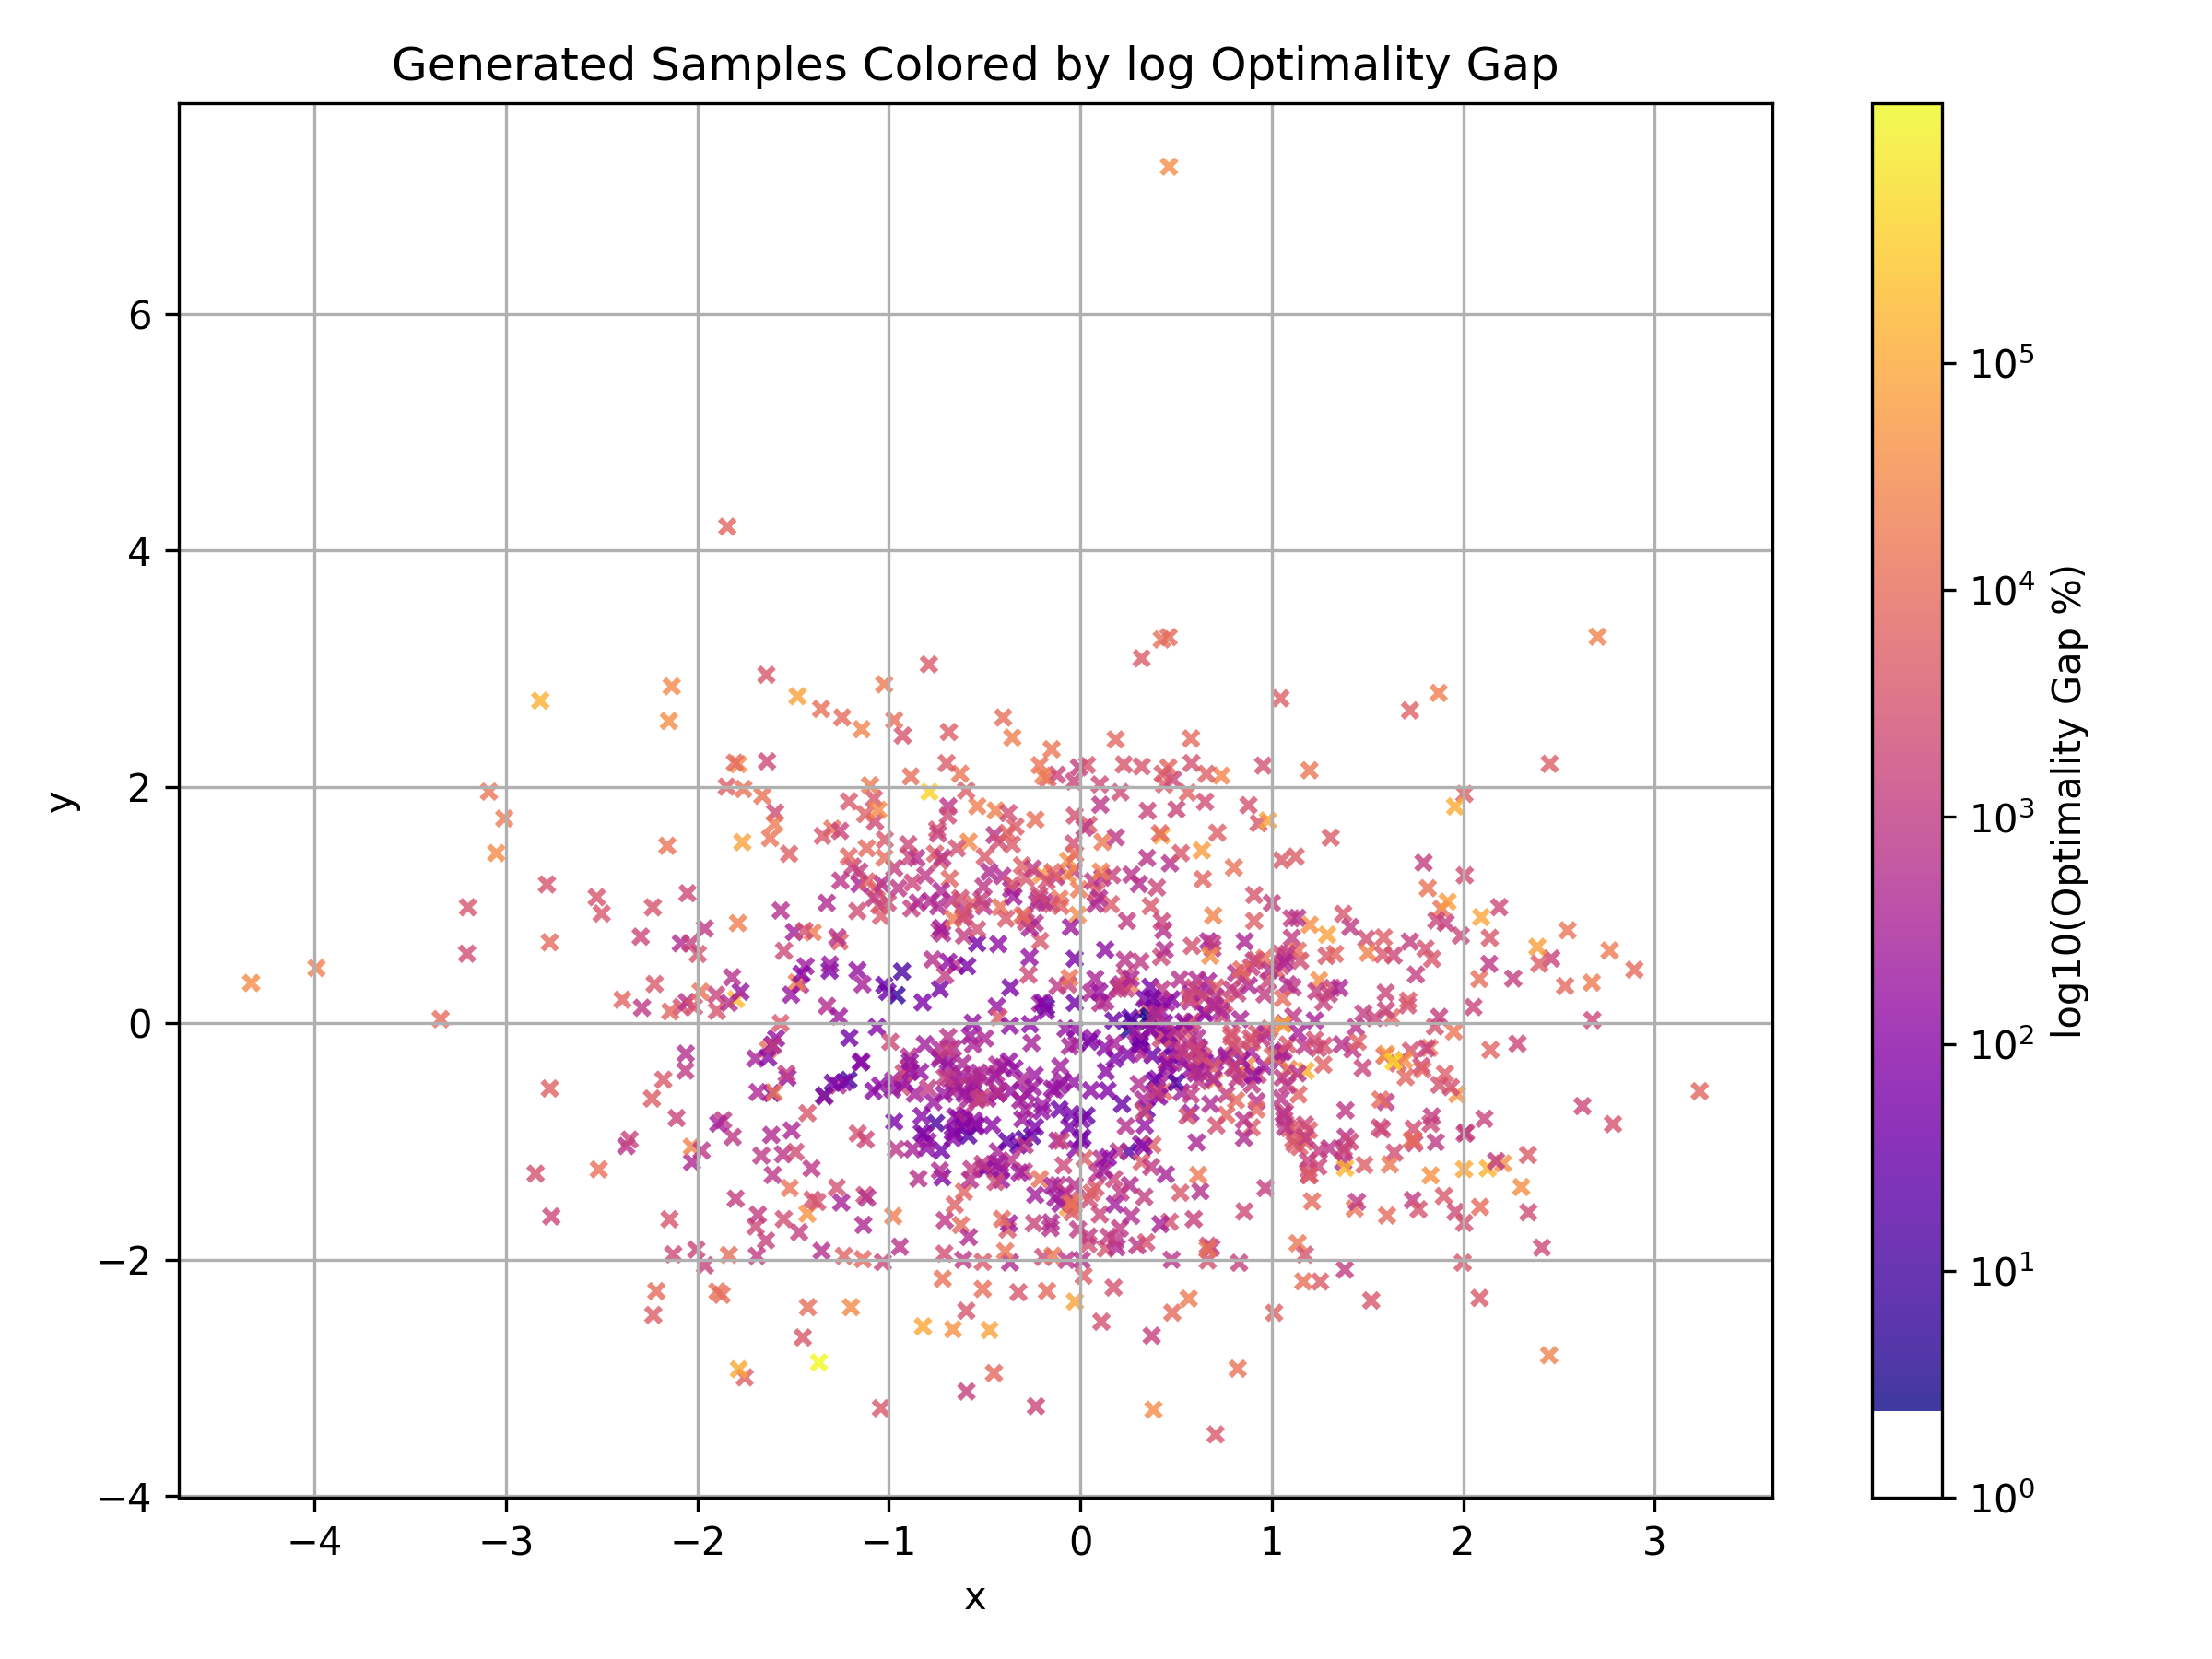 Generated Samples Colored by log Optimality Gap
6
4
2
0
−2
−4
y
−4 −3 −2 −1 0 1 2 3
x
10⁵
10⁴
10³
10²
10¹
10⁰
log10(Optimality Gap %)